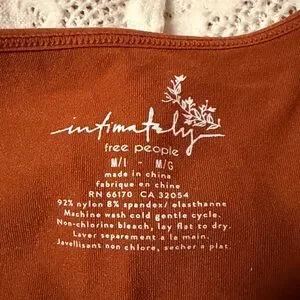 intimately
free people
M/L - M/G
made in china
fabrique en chine
RN 66170 CA 32054
92% nylon 8% spandex/ elasthanne
Machine wash cold gentle cycle.
Non-chlorine bleach, lay flat to dry.
Laver separement a la main.
Javellisant non chlore, secher a plat.